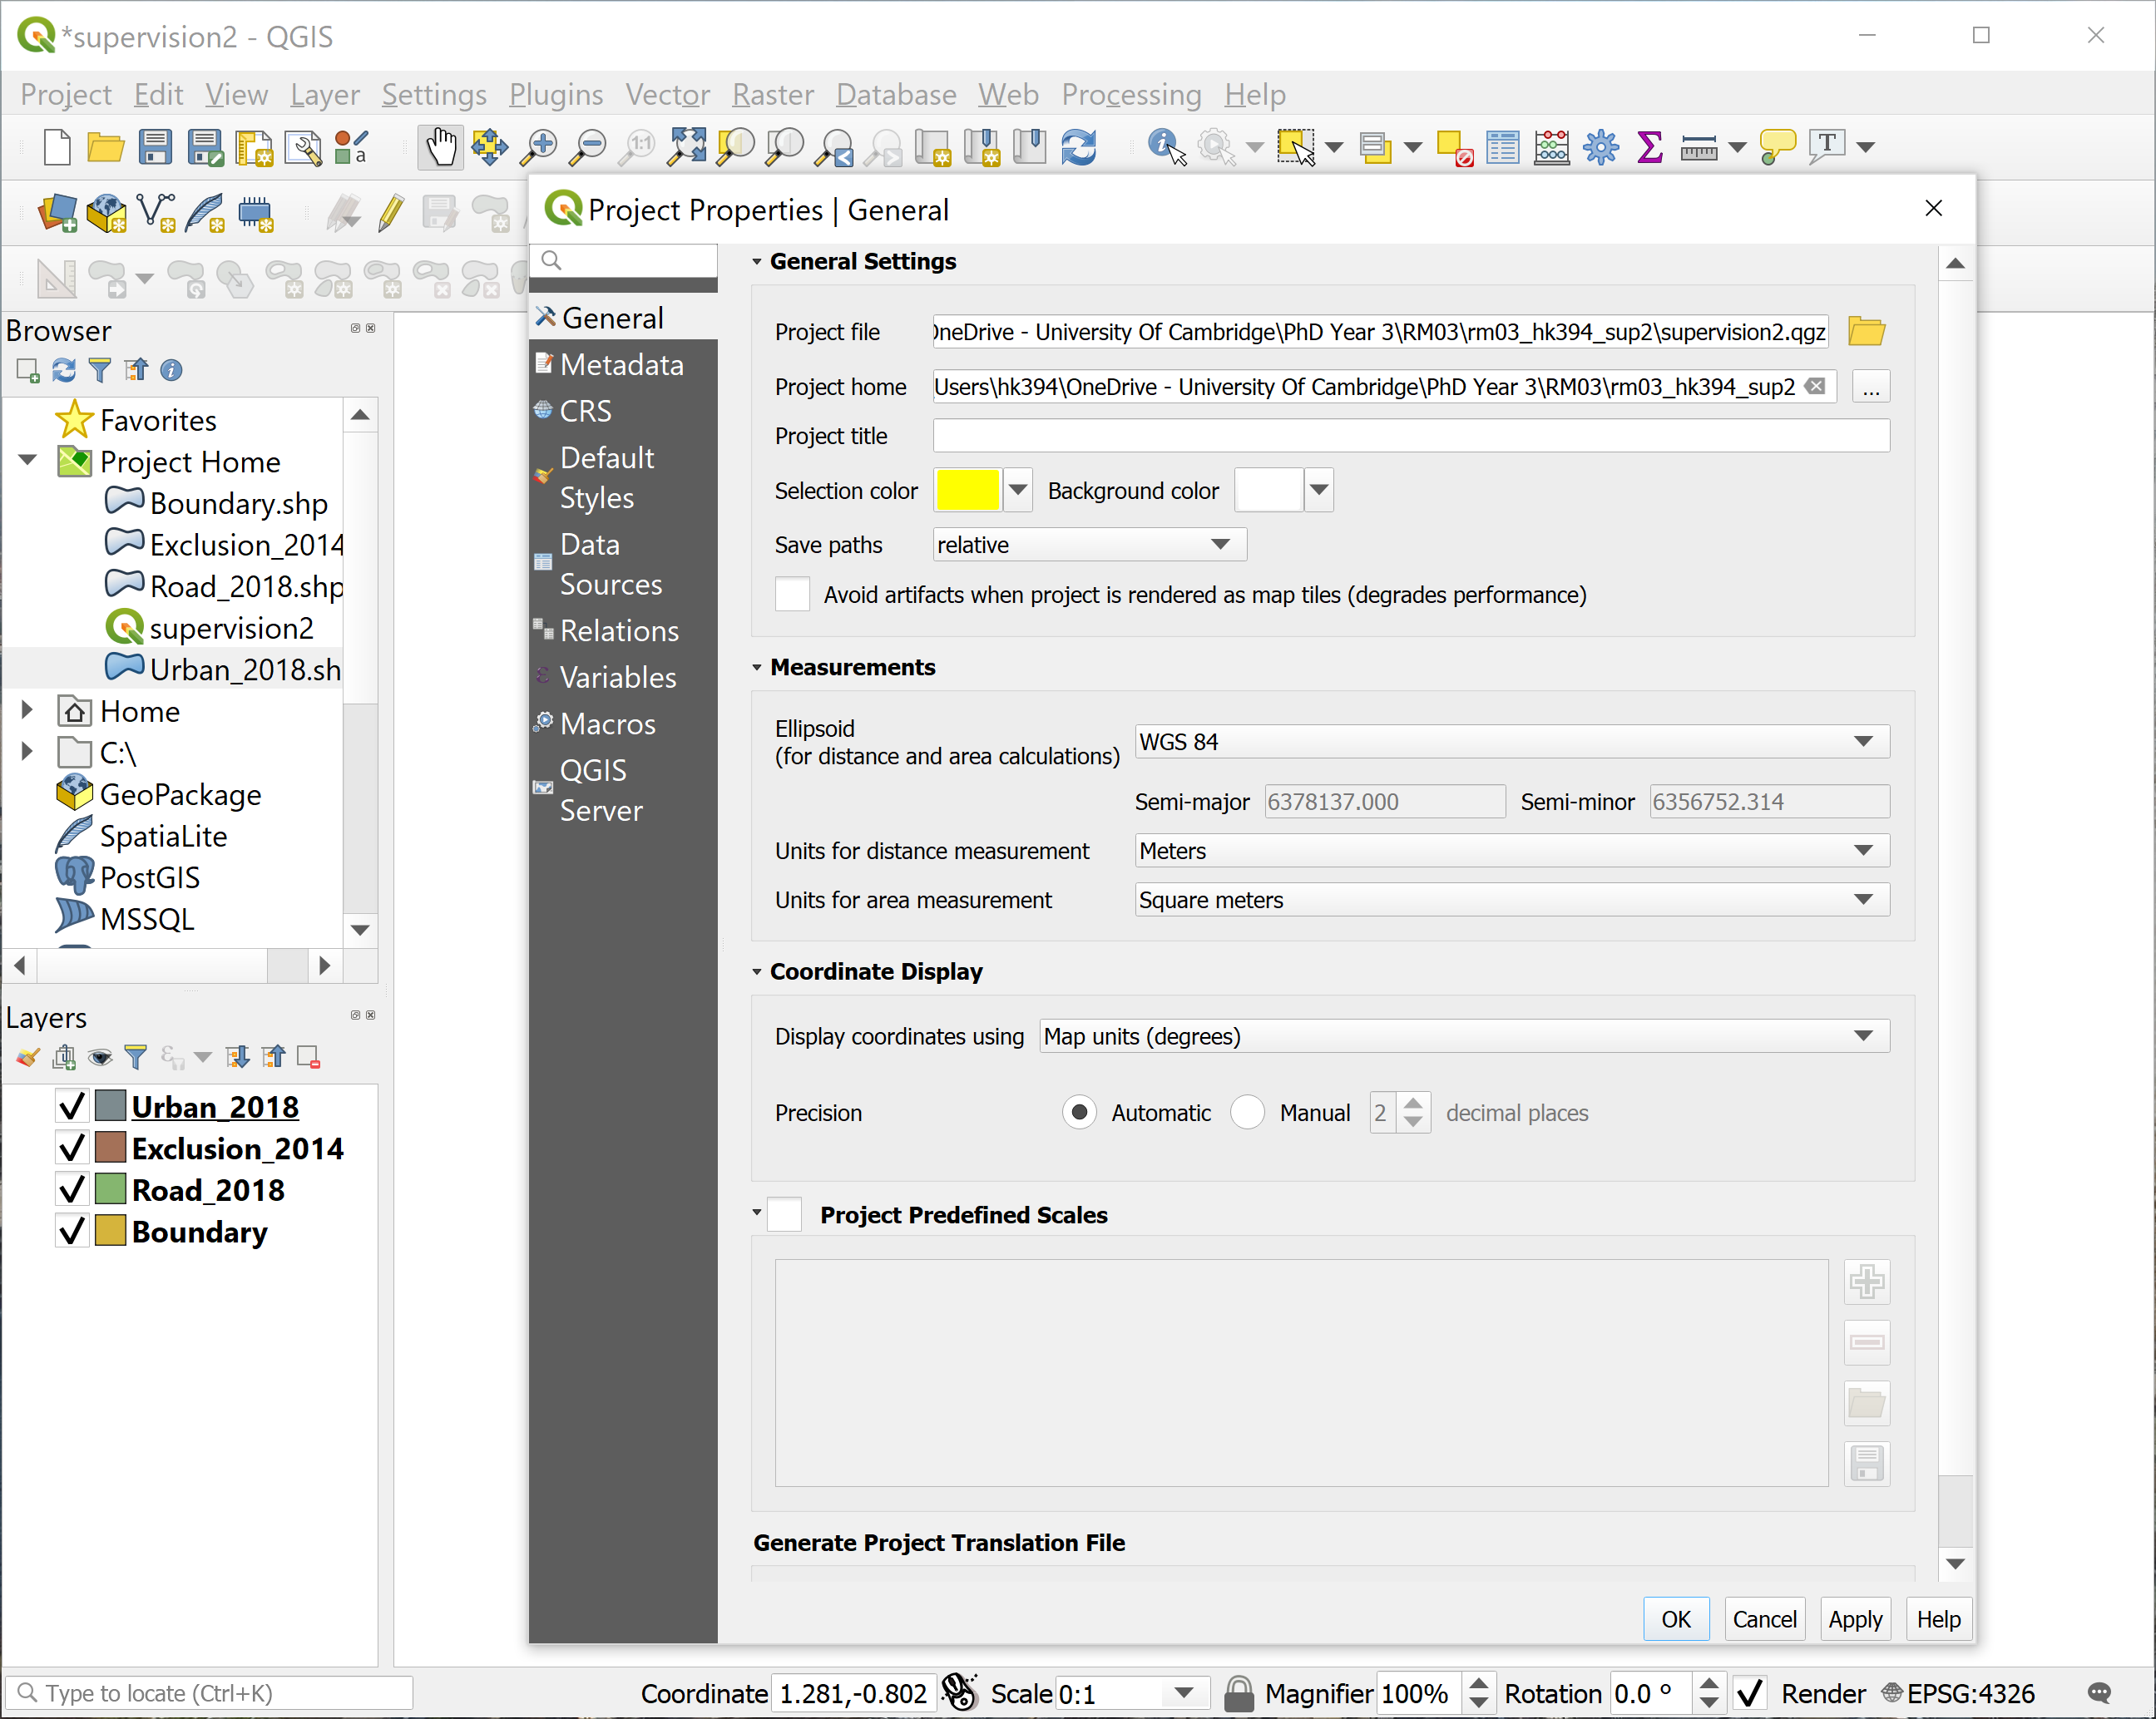 *supervision2 - QGIS
Project Edit View Layer Settings Plugins Vector Raster Database Web Processing Help
Browser
Favorites
Project Home
Boundary.shp
Exclusion_2014
Road_2018.shp
supervision2
Urban_2018.sh
Home
C:\
GeoPackage
SpatiaLite
PostGIS
MSSQL
Layers
Urban_2018
Exclusion_2014
Road_2018
Boundary
Project Properties | General
General
Metadata
CRS
Default
Styles
Data
Sources
Relations
Variables
Macros
QGIS
Server
General Settings
Project file OneDrive - University Of Cambridge\PhD Year 3\RM03\rm03_hk394_sup2\supervision2.qgz
Project home Users\hk394\OneDrive - University Of Cambridge\PhD Year 3\RM03\rm03_hk394_sup2 ...
Project title
Selection color Background color
Save paths relative
Avoid artifacts when project is rendered as map tiles (degrades performance)
Measurements
Ellipsoid
(for distance and area calculations) WGS 84
Semi-major 6378137.000 Semi-minor 6356752.314
Units for distance measurement Meters
Units for area measurement Square meters
Coordinate Display
Display coordinates using Map units (degrees)
Precision Automatic Manual 2 decimal places
Project Predefined Scales
Generate Project Translation File
OK Cancel Apply Help
Type to locate (Ctrl+K) Coordinate 1.281,-0.802 Scale 0:1 Magnifier 100% Rotation 0.0 ° Render EPSG:4326